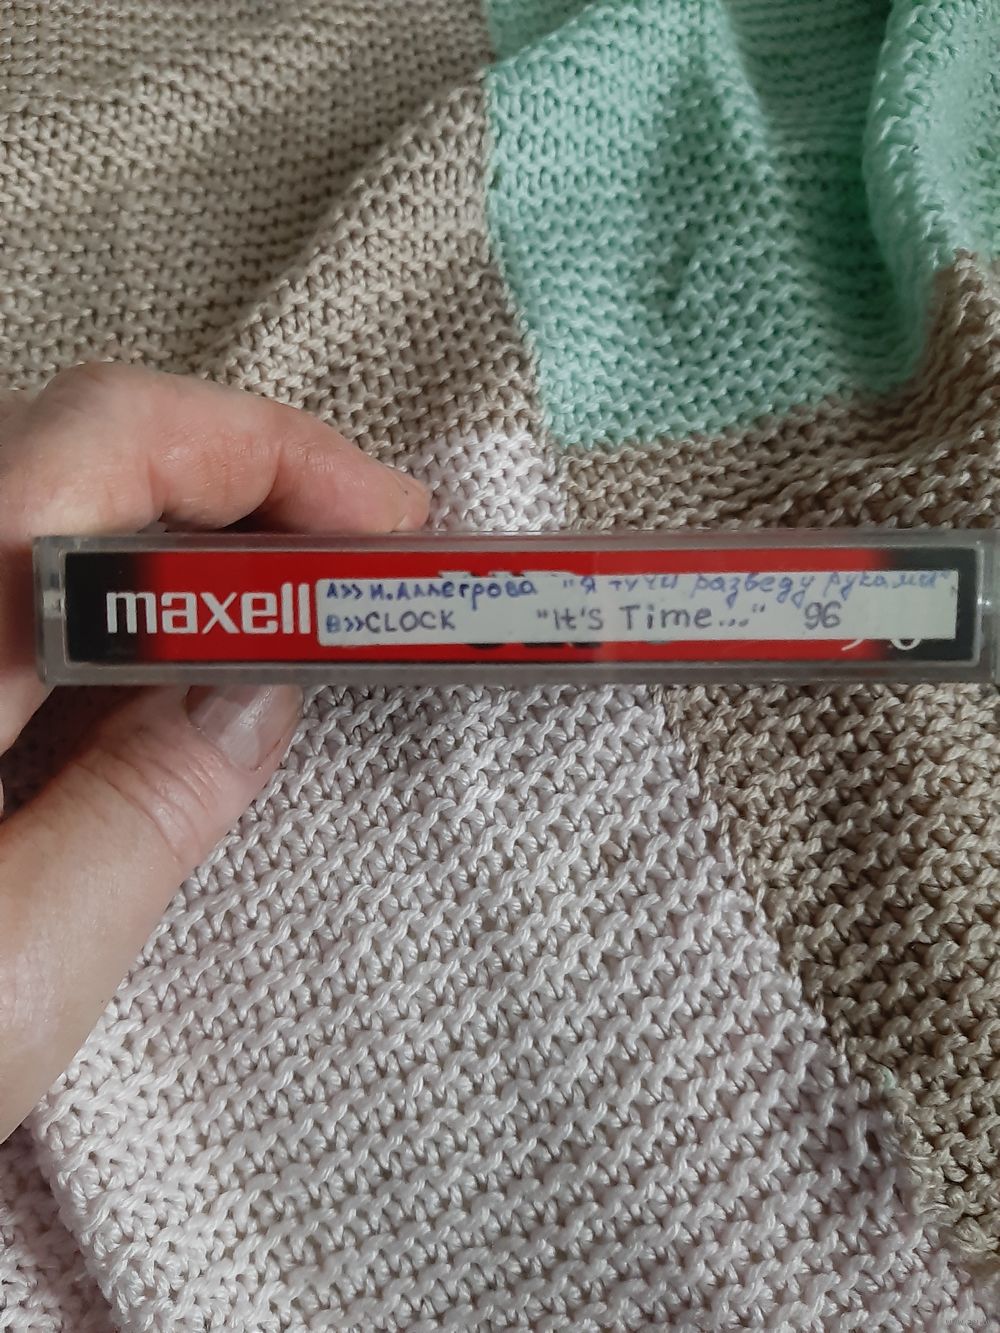 maxell
A>> И.Аллегрова "Я тучи разведу руками"
B>>CLOCK "It's Time..." 96